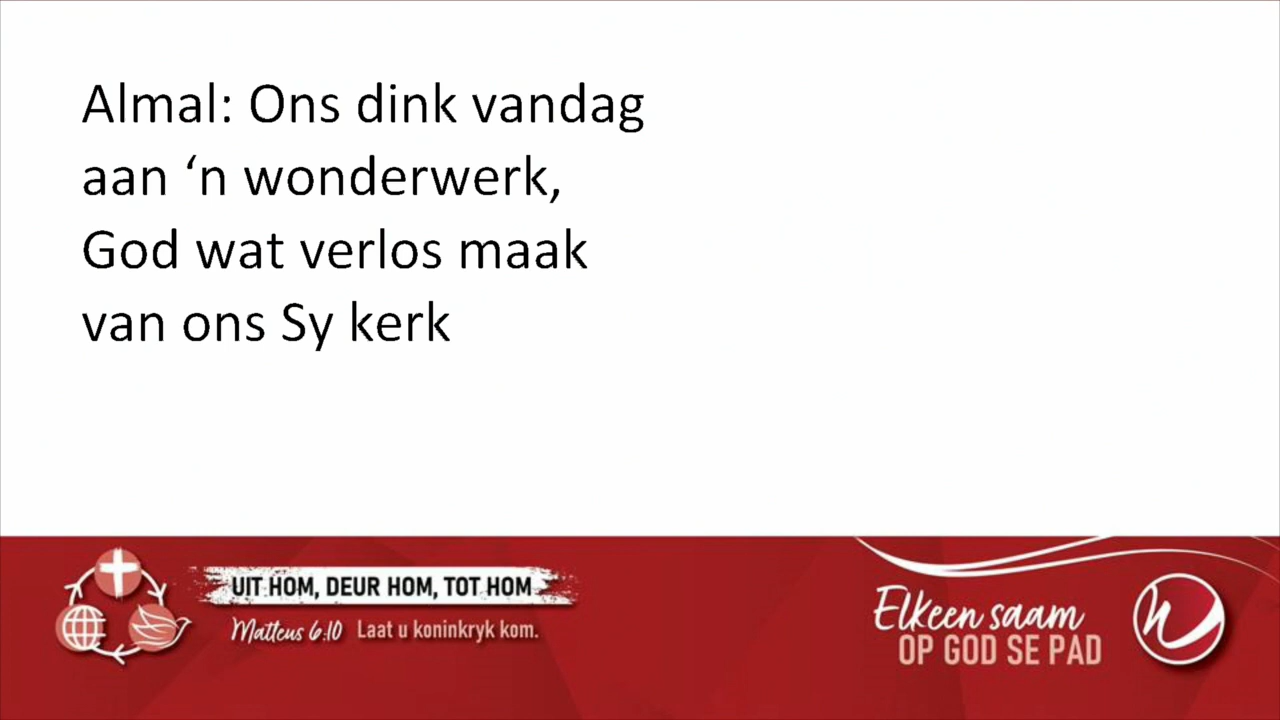 Almal: Ons dink vandag
aan ‘n wonderwerk,
God wat verlos maak
van ons Sy kerk
UIT HOM, DEUR HOM, TOT HOM
Matteus 6:10 Laat u koninkryk kom.
Elkeen saam
OP GOD SE PAD